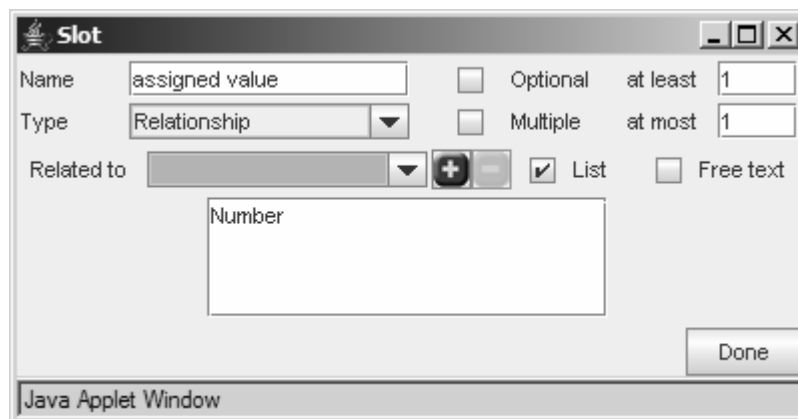 Slot
Name assigned value Optional at least 1
Type Relationship Multiple at most 1
Related to List Free text
Number
Done
Java Applet Window